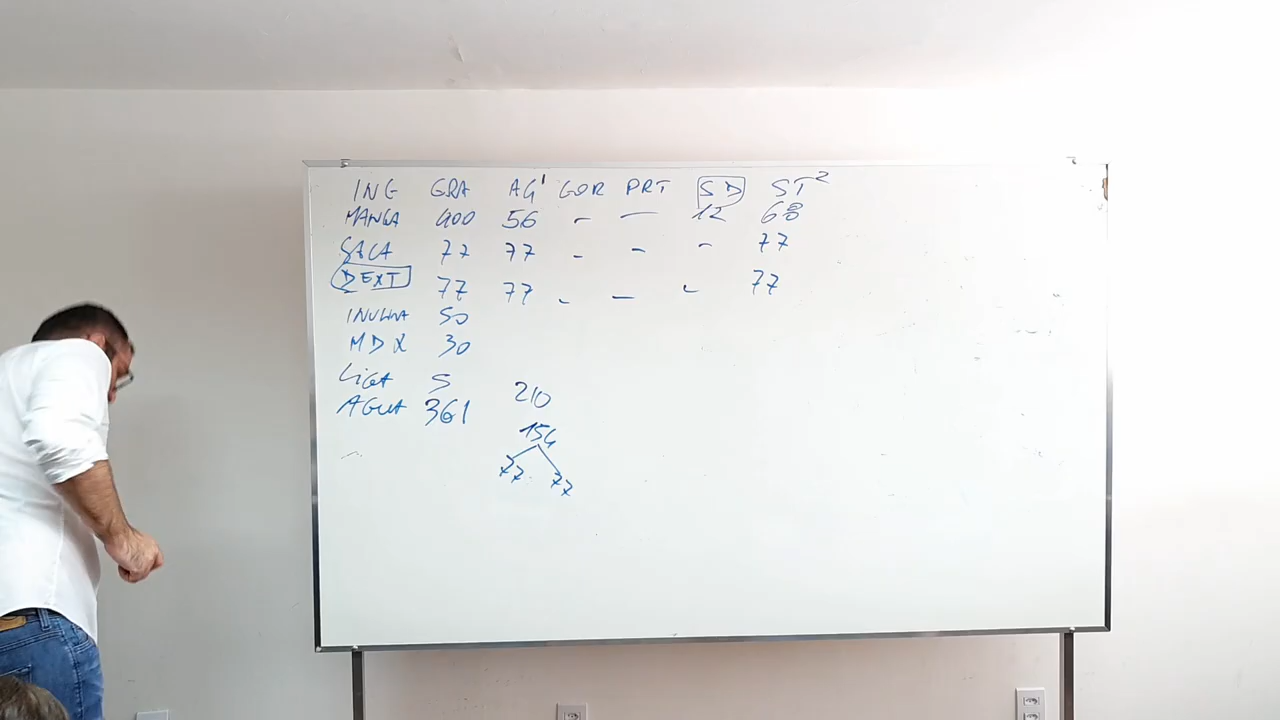 ING GRA AG¹ GOR PRT SD ST²
MANGA 400 56 - - 12 68
SACA 77 77 - - - 77
DEXT 77 77 - - - 77
INULINA 50
MDX 30
LIGA 5
AGUA 361
210
154
77 77